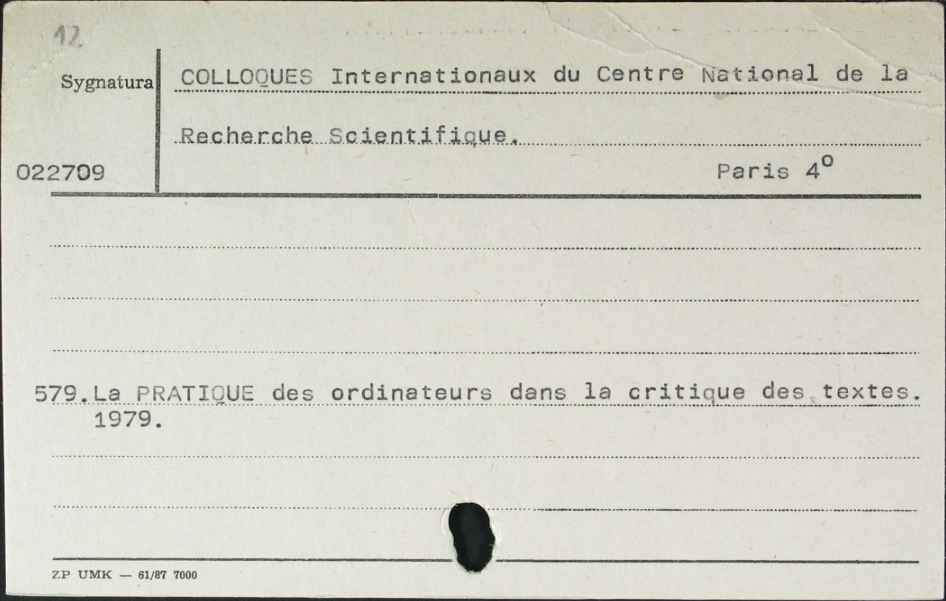 12
Sygnatura
COLLOQUES Internationaux du Centre National de la
Recherche Scientifique.
022709
Paris 4º
579. La PRATIQUE des ordinateurs dans la critique des textes.
1979.
ZP UMK — 61/87 7000